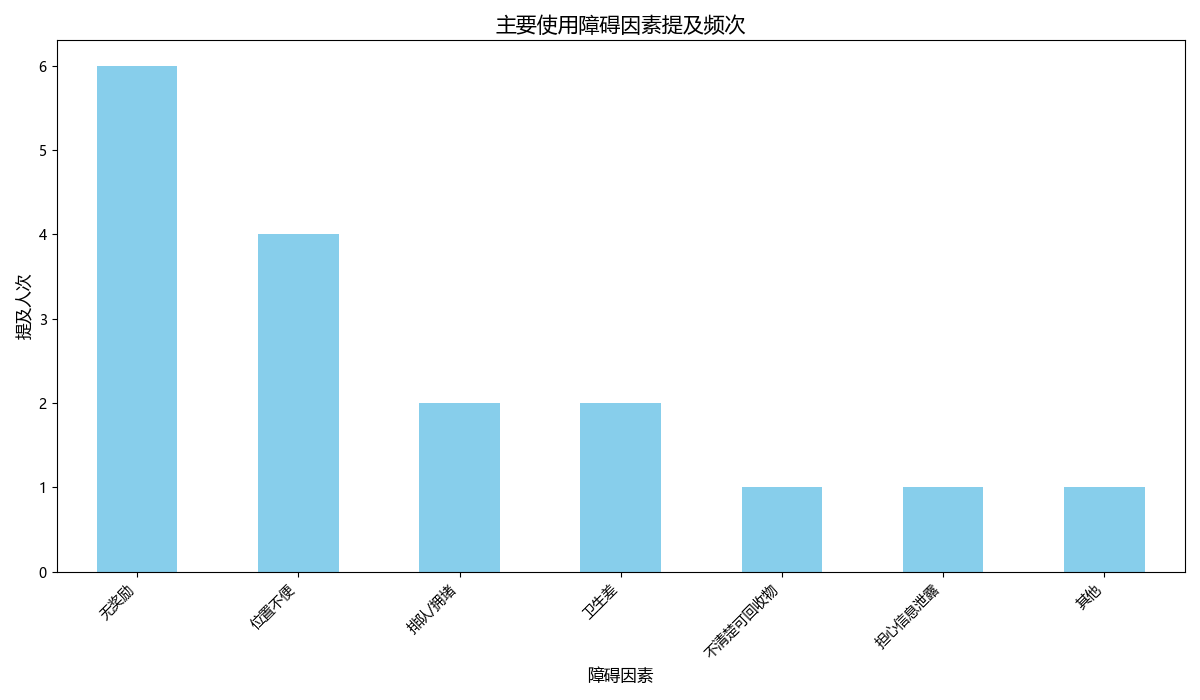 主要使用障碍因素提及频次
提及人次
6
5
4
3
2
1
0
无奖励
位置不便
排队/拥堵
卫生差
不清楚可回收物
担心信息泄露
其他
障碍因素